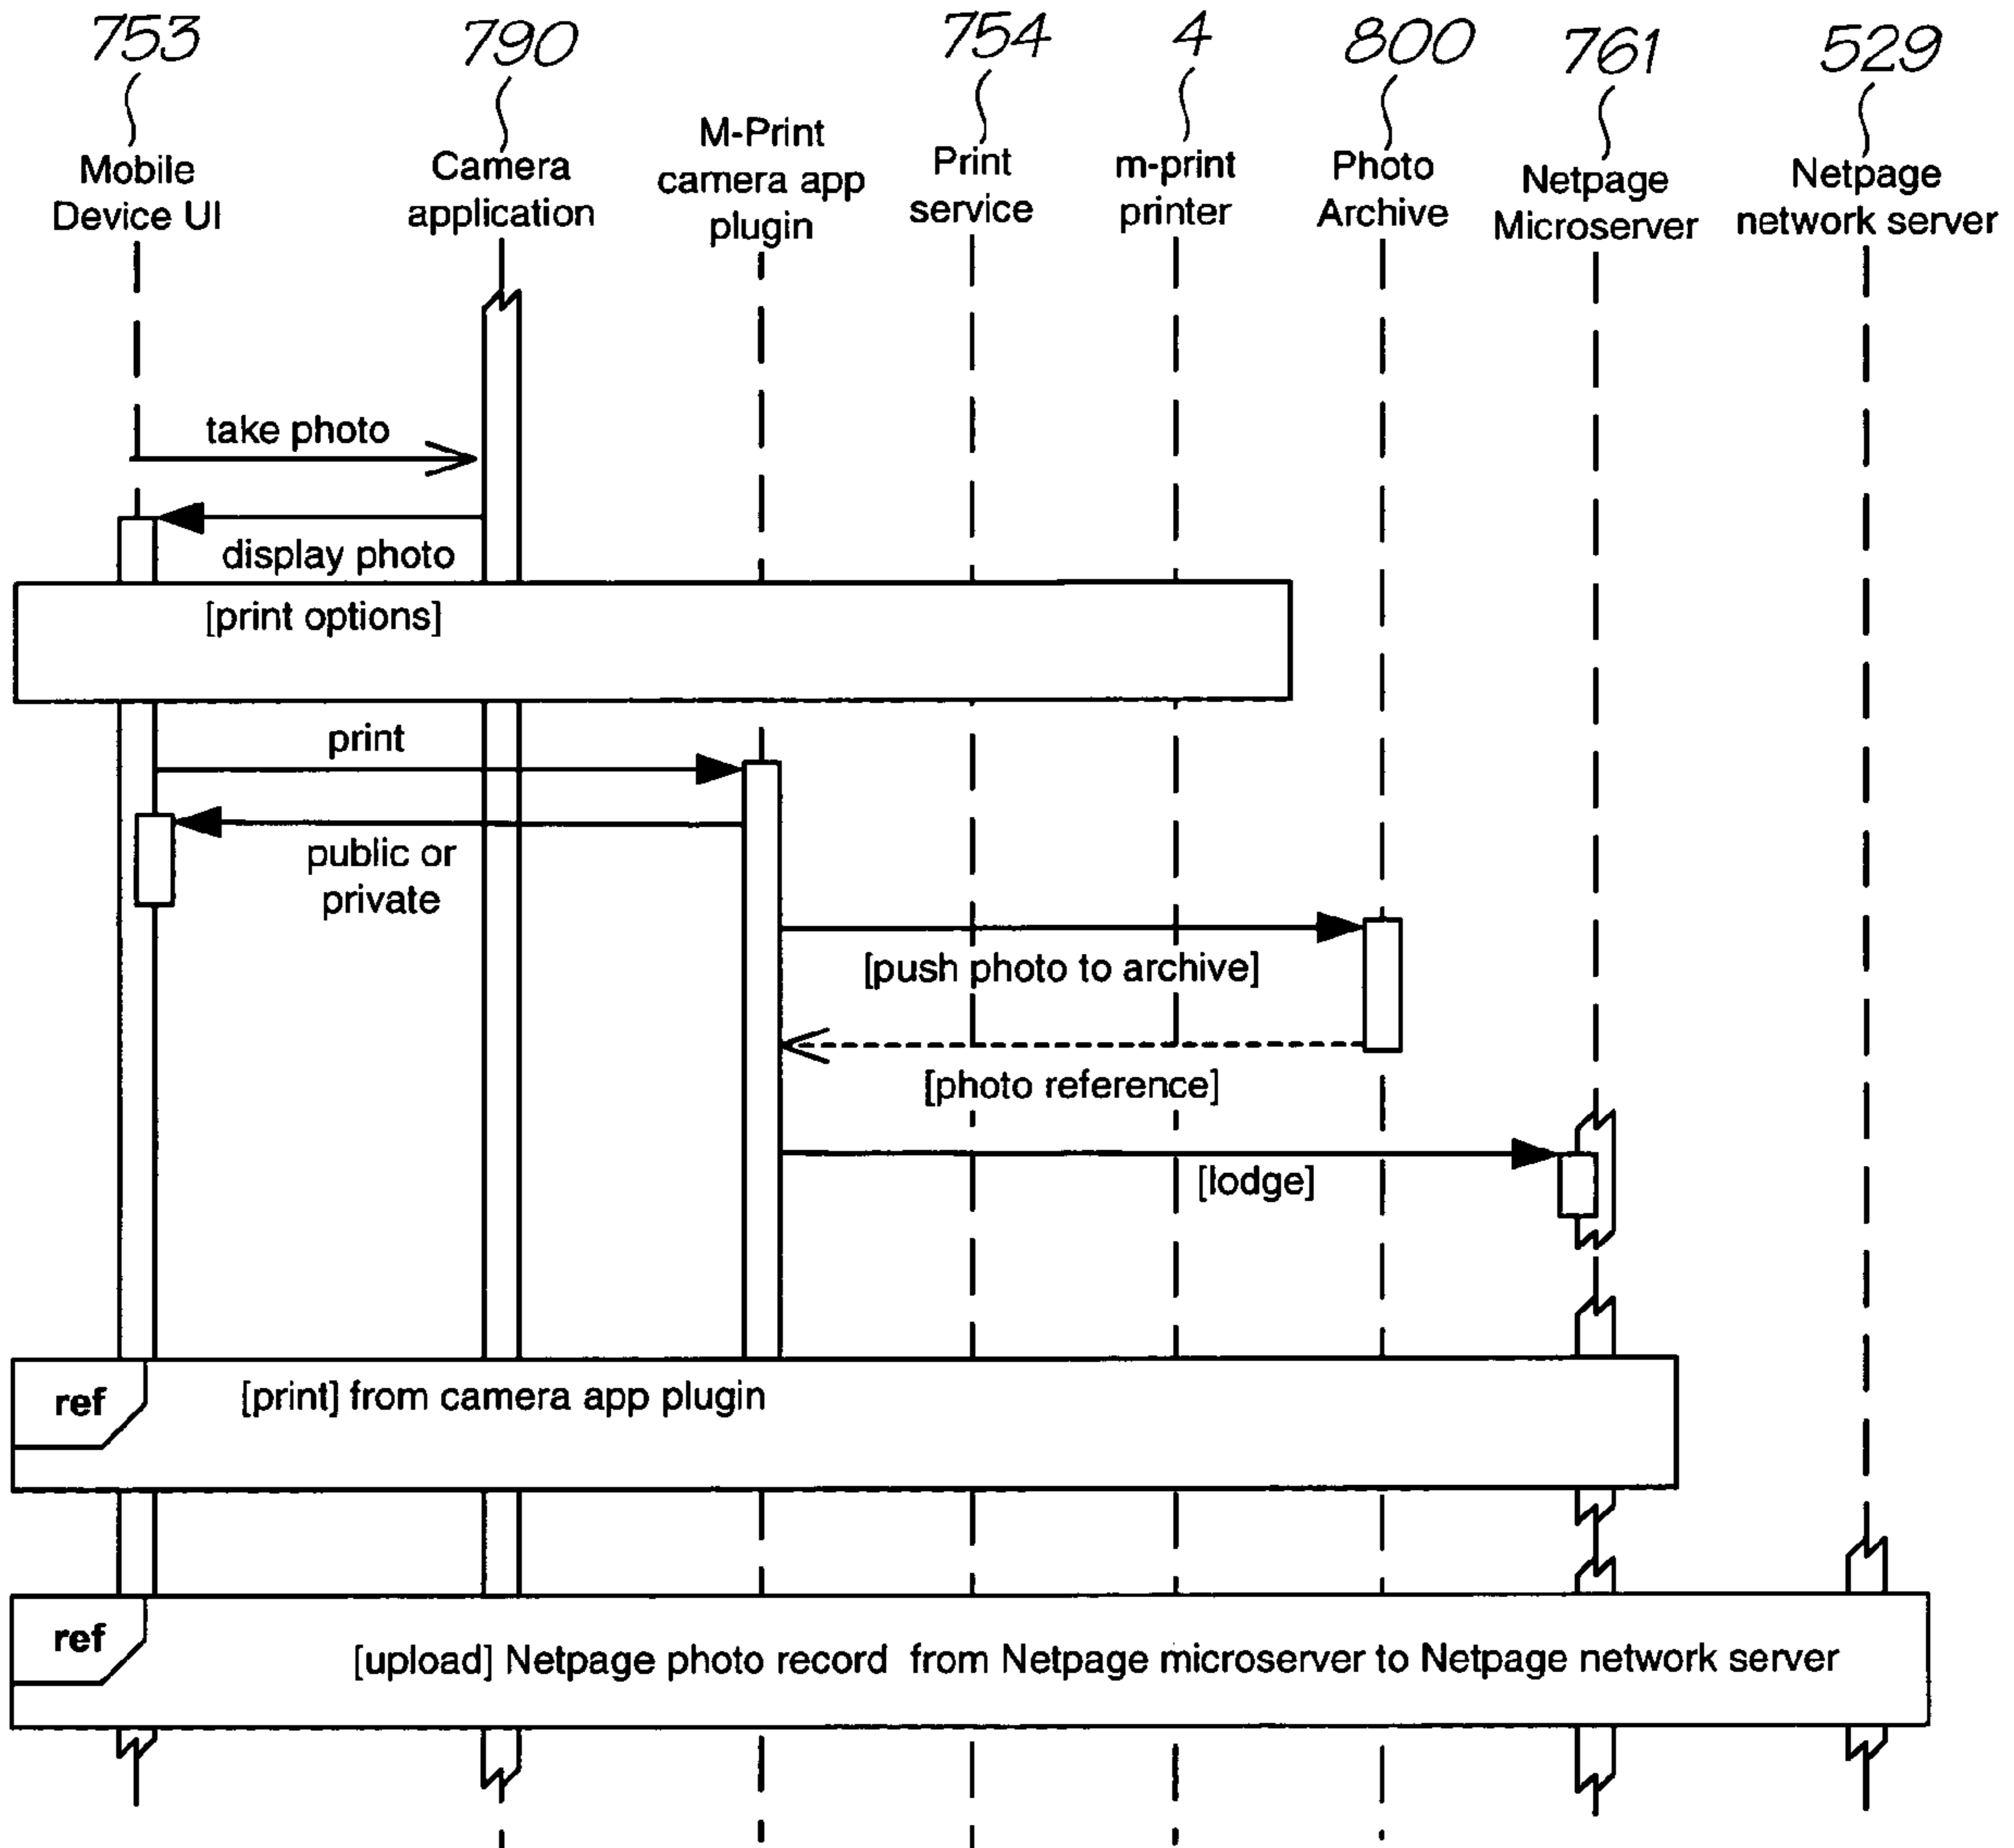 753
790
754
4
800
761
529
Mobile
Device UI
Camera
application
M-Print
camera app
plugin
Print
service
m-print
printer
Photo
Archive
Netpage
Microserver
Netpage
network server
take photo
display photo
[print options]
print
public or
private
[push photo to archive]
[photo reference]
[lodge]
ref
[print] from camera app plugin
ref
[upload] Netpage photo record from Netpage microserver to Netpage network server